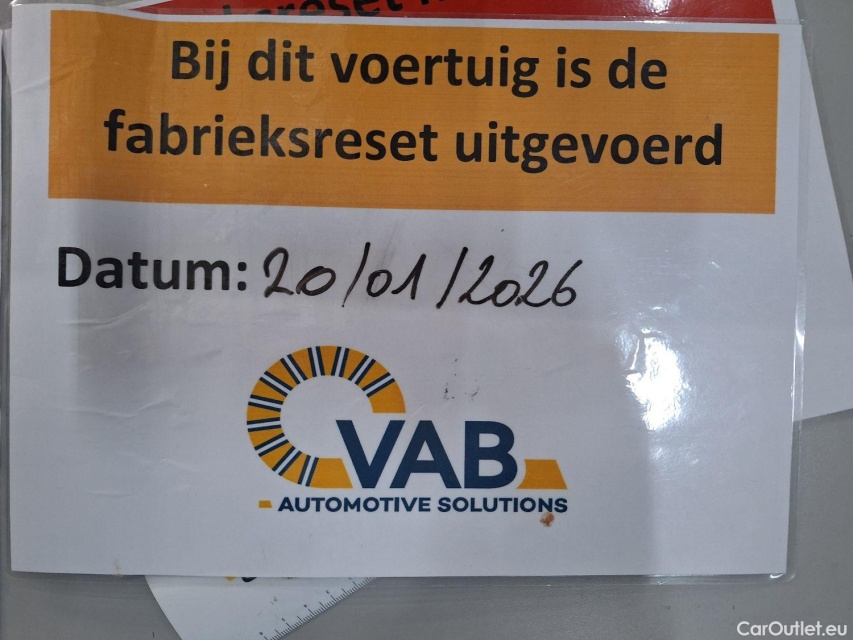 Bij dit voertuig is de
fabrieksreset uitgevoerd
Datum: 20/01/2026
VAB
AUTOMOTIVE SOLUTIONS
CarOutlet.eu